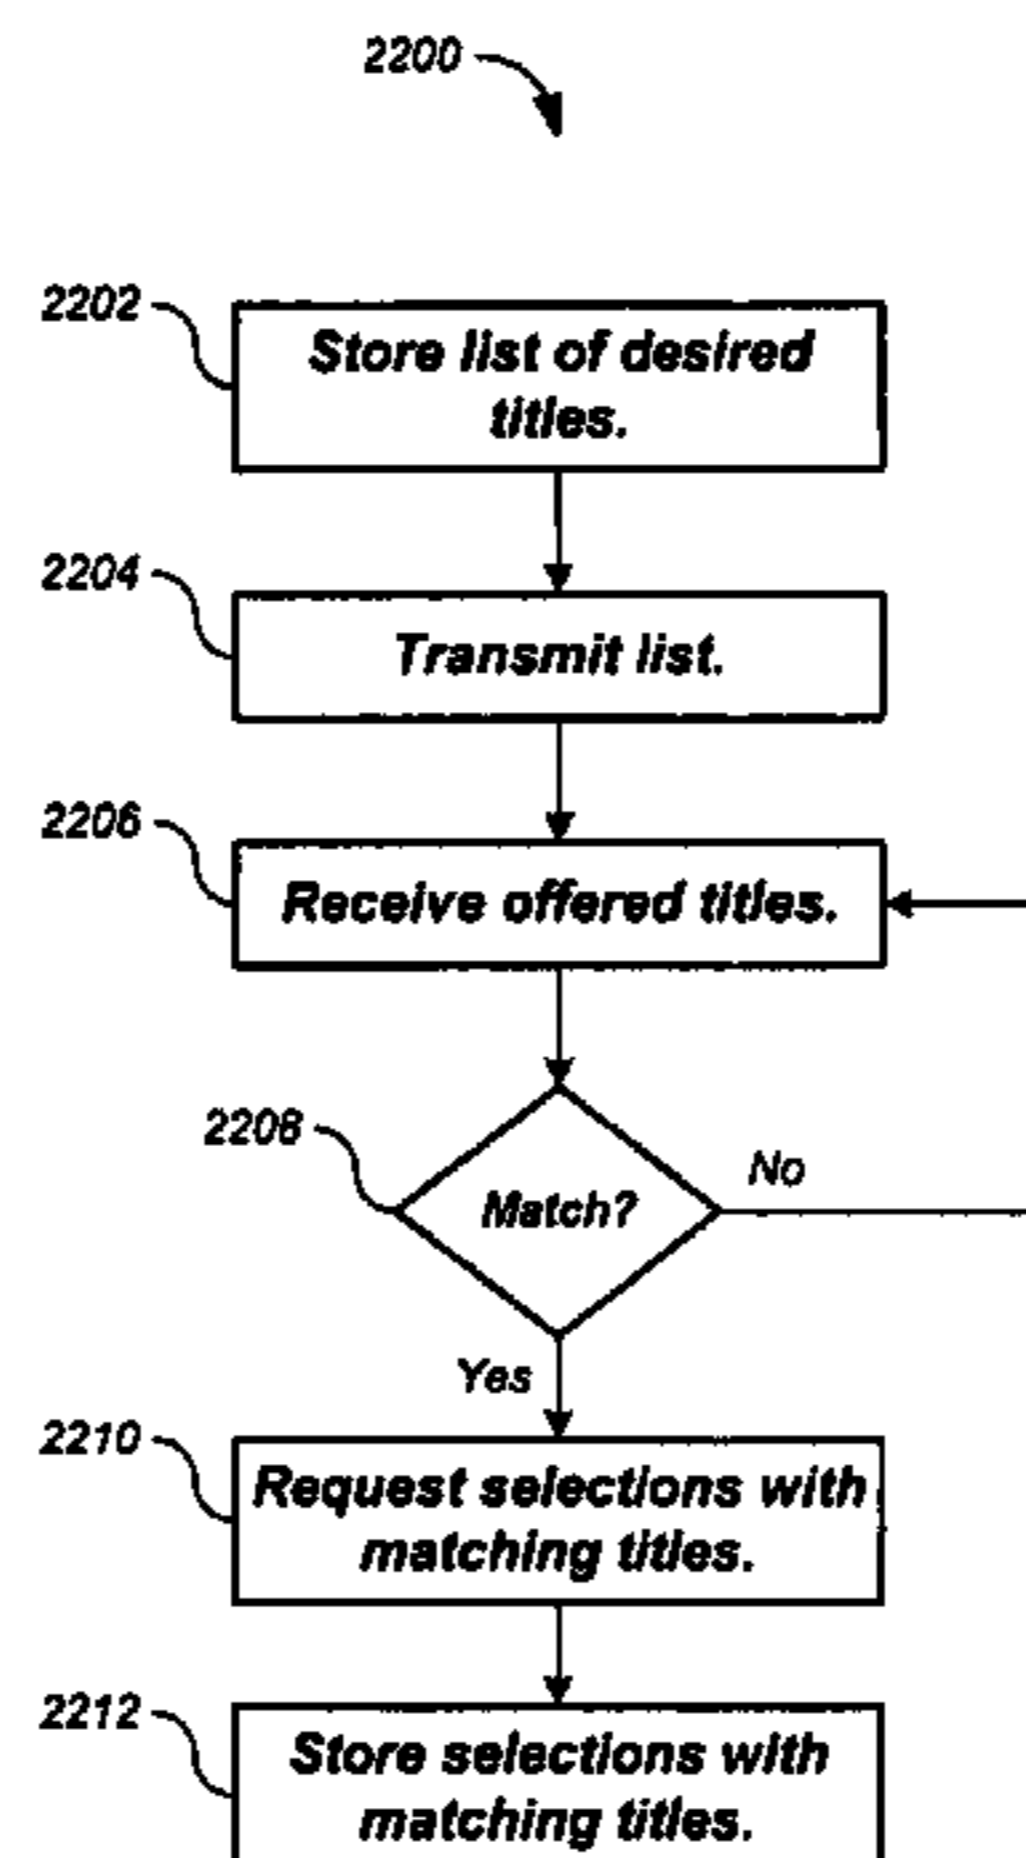 2200
2202
Store list of desired
titles.
2204
Transmit list.
2206
Receive offered titles.
2208
Match?
No
Yes
2210
Request selections with
matching titles.
2212
Store selections with
matching titles.